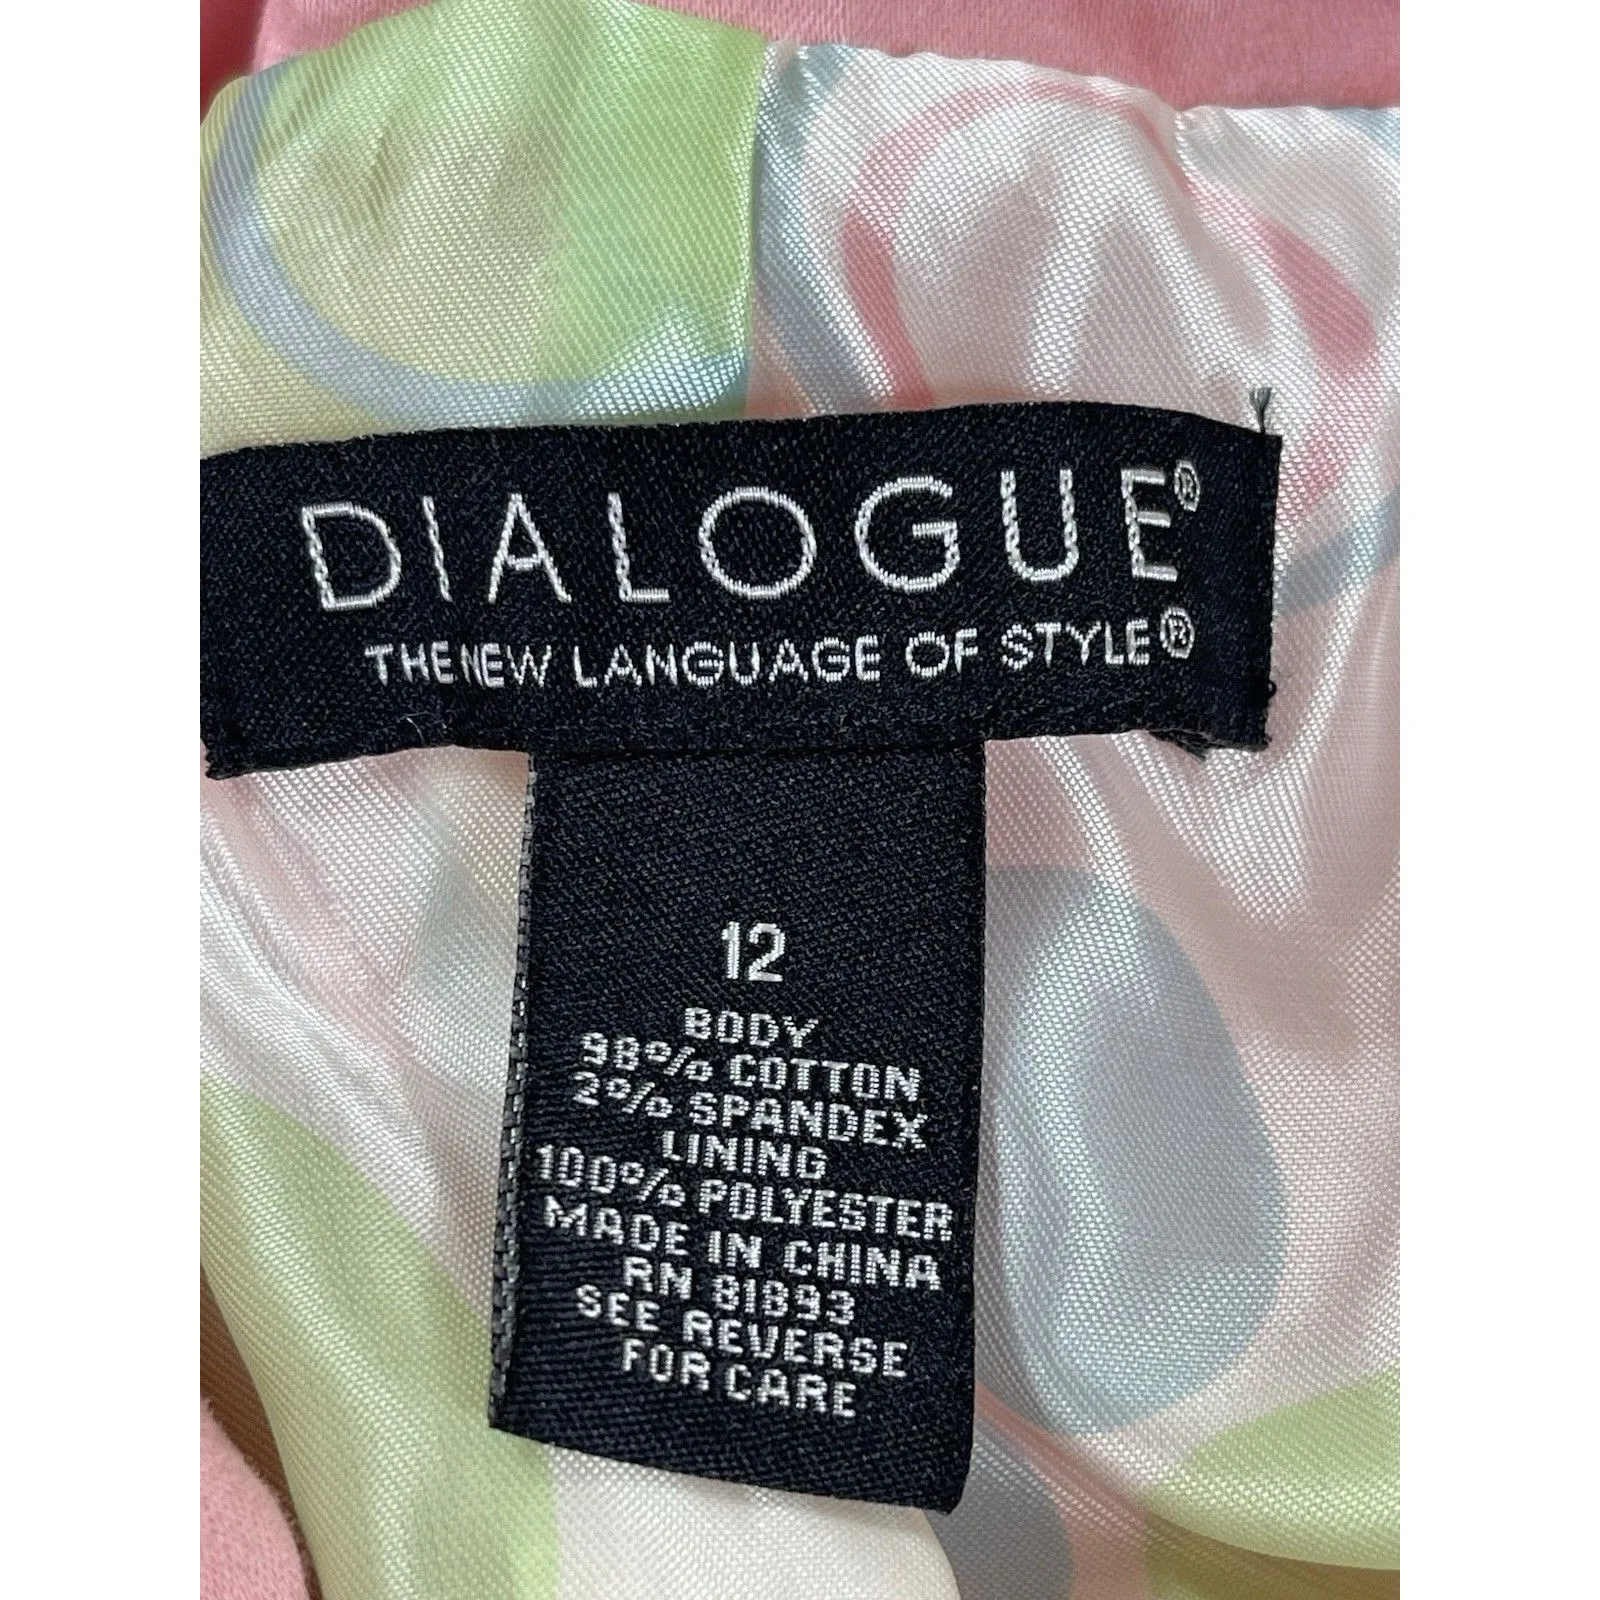 DIALOGUE®
THE NEW LANGUAGE OF STYLE®
12
BODY
98% COTTON
2% SPANDEX
LINING
100% POLYESTER
MADE IN CHINA
RN 81893
SEE REVERSE
FOR CARE